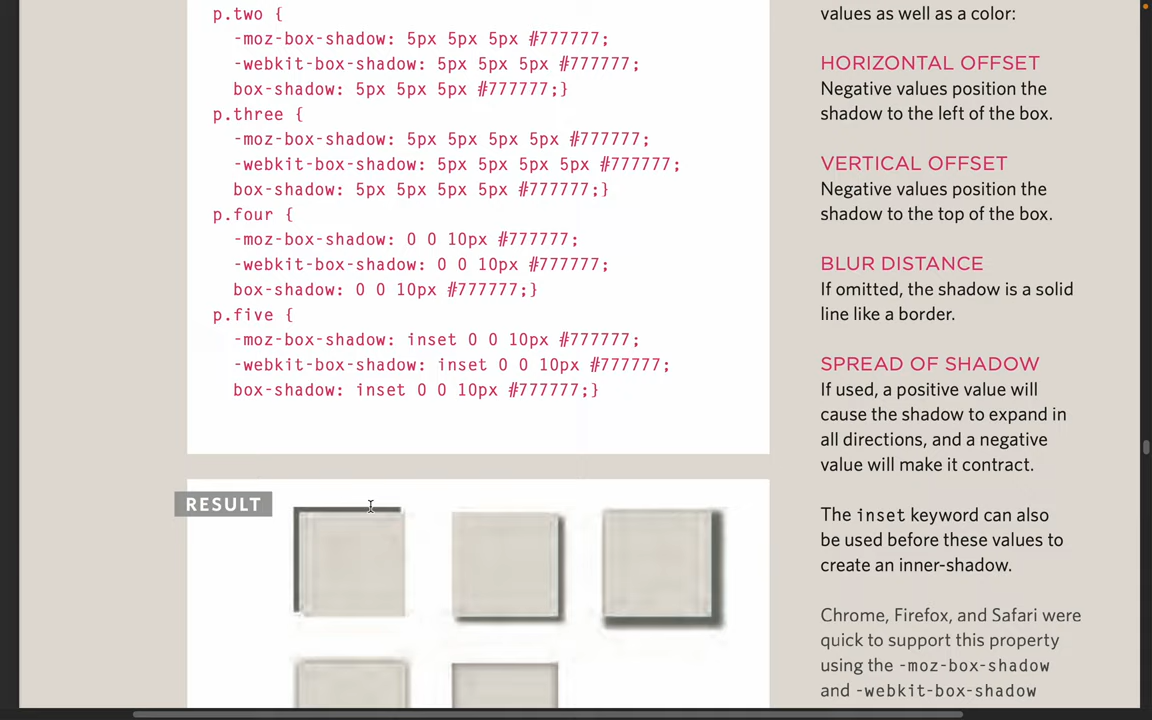 p.two {
-moz-box-shadow: 5px 5px 5px #777777;
-webkit-box-shadow: 5px 5px 5px #777777;
box-shadow: 5px 5px 5px #777777;}
p.three {
-moz-box-shadow: 5px 5px 5px 5px #777777;
-webkit-box-shadow: 5px 5px 5px 5px #777777;
box-shadow: 5px 5px 5px 5px #777777;}
p.four {
-moz-box-shadow: 0 0 10px #777777;
-webkit-box-shadow: 0 0 10px #777777;
box-shadow: 0 0 10px #777777;}
p.five {
-moz-box-shadow: inset 0 0 10px #777777;
-webkit-box-shadow: inset 0 0 10px #777777;
box-shadow: inset 0 0 10px #777777;}
RESULT
values as well as a color:
HORIZONTAL OFFSET
Negative values position the
shadow to the left of the box.
VERTICAL OFFSET
Negative values position the
shadow to the top of the box.
BLUR DISTANCE
If omitted, the shadow is a solid
line like a border.
SPREAD OF SHADOW
If used, a positive value will
cause the shadow to expand in
all directions, and a negative
value will make it contract.
The inset keyword can also
be used before these values to
create an inner-shadow.
Chrome, Firefox, and Safari were
quick to support this property
using the -moz-box-shadow
and -webkit-box-shadow